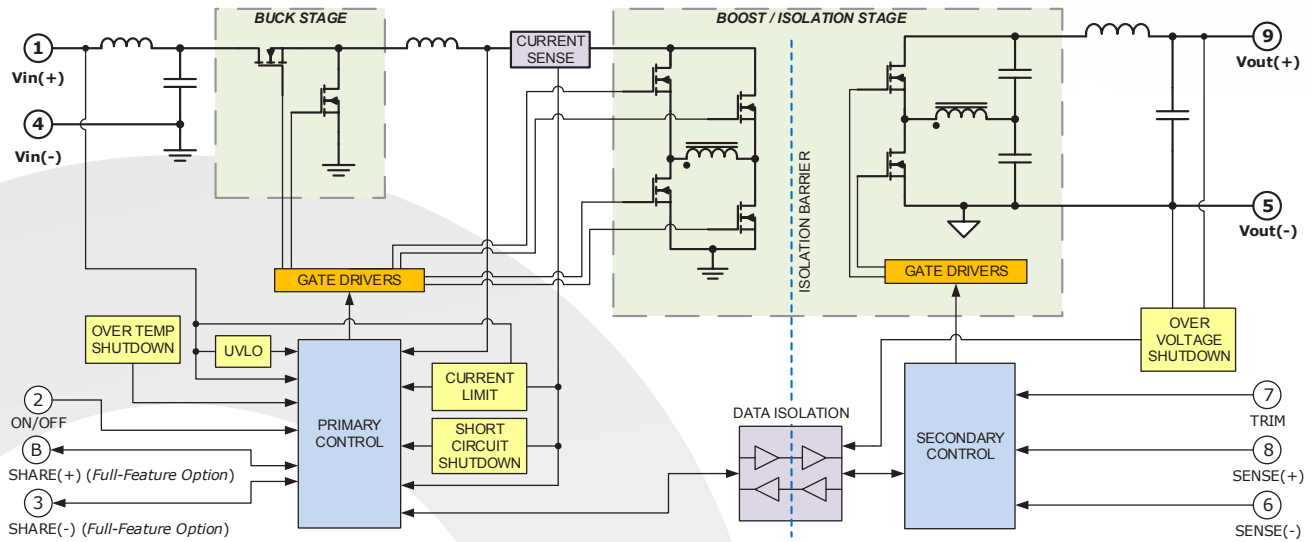 BUCK STAGE
BOOST / ISOLATION STAGE
1
Vin(+)
4
Vin(-)
CURRENT
SENSE
9
Vout(+)
5
Vout(-)
ISOLATION BARRIER
GATE DRIVERS
GATE DRIVERS
OVER TEMP
SHUTDOWN
UVLO
PRIMARY
CONTROL
CURRENT
LIMIT
SHORT
CIRCUIT
SHUTDOWN
OVER
VOLTAGE
SHUTDOWN
DATA ISOLATION
SECONDARY
CONTROL
2
ON/OFF
B
SHARE(+) (Full-Feature Option)
3
SHARE(-) (Full-Feature Option)
7
TRIM
8
SENSE(+)
6
SENSE(-)